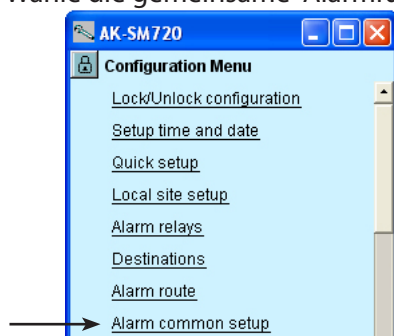 AK-SM720
Configuration Menu
Lock/Unlock configuration
Setup time and date
Quick setup
Local site setup
Alarm relays
Destinations
Alarm route
Alarm common setup